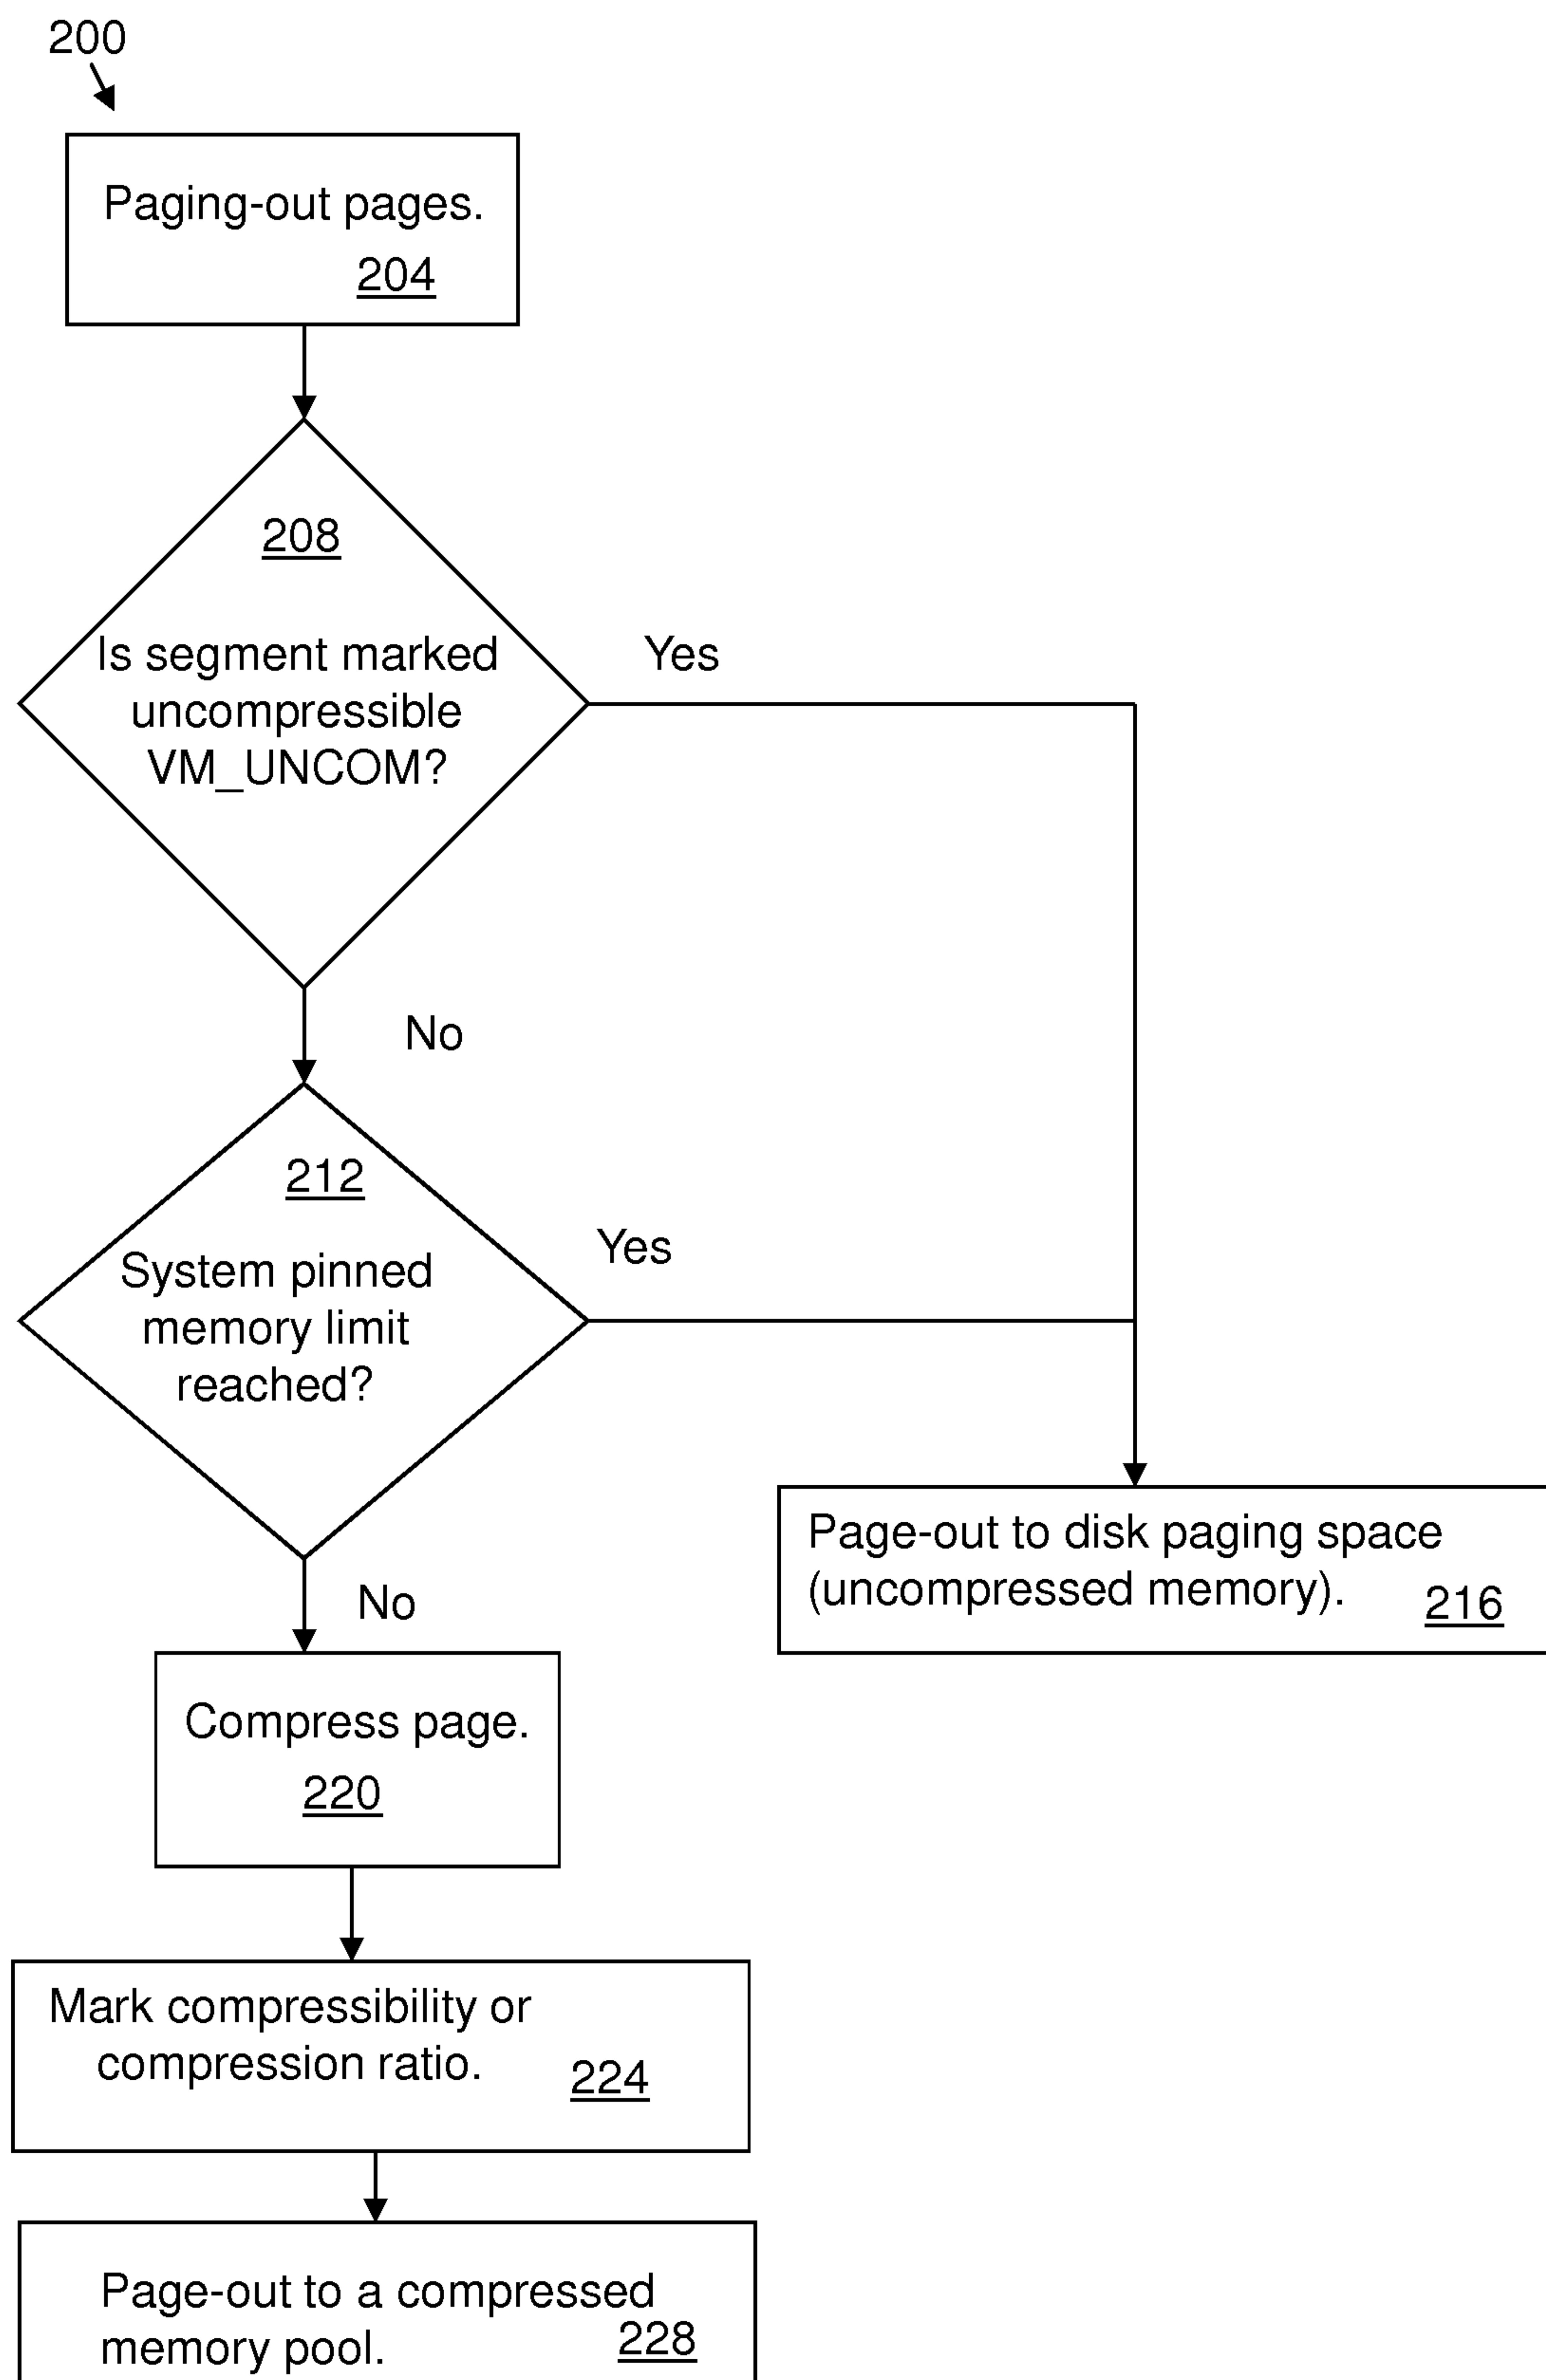 200
Paging-out pages.
204
208
Is segment marked
uncompressible
VM_UNCOM?
Yes
No
212
System pinned
memory limit
reached?
Yes
No
Page-out to disk paging space
(uncompressed memory).
216
Compress page.
220
Mark compressibility or
compression ratio.
224
Page-out to a compressed
memory pool.
228